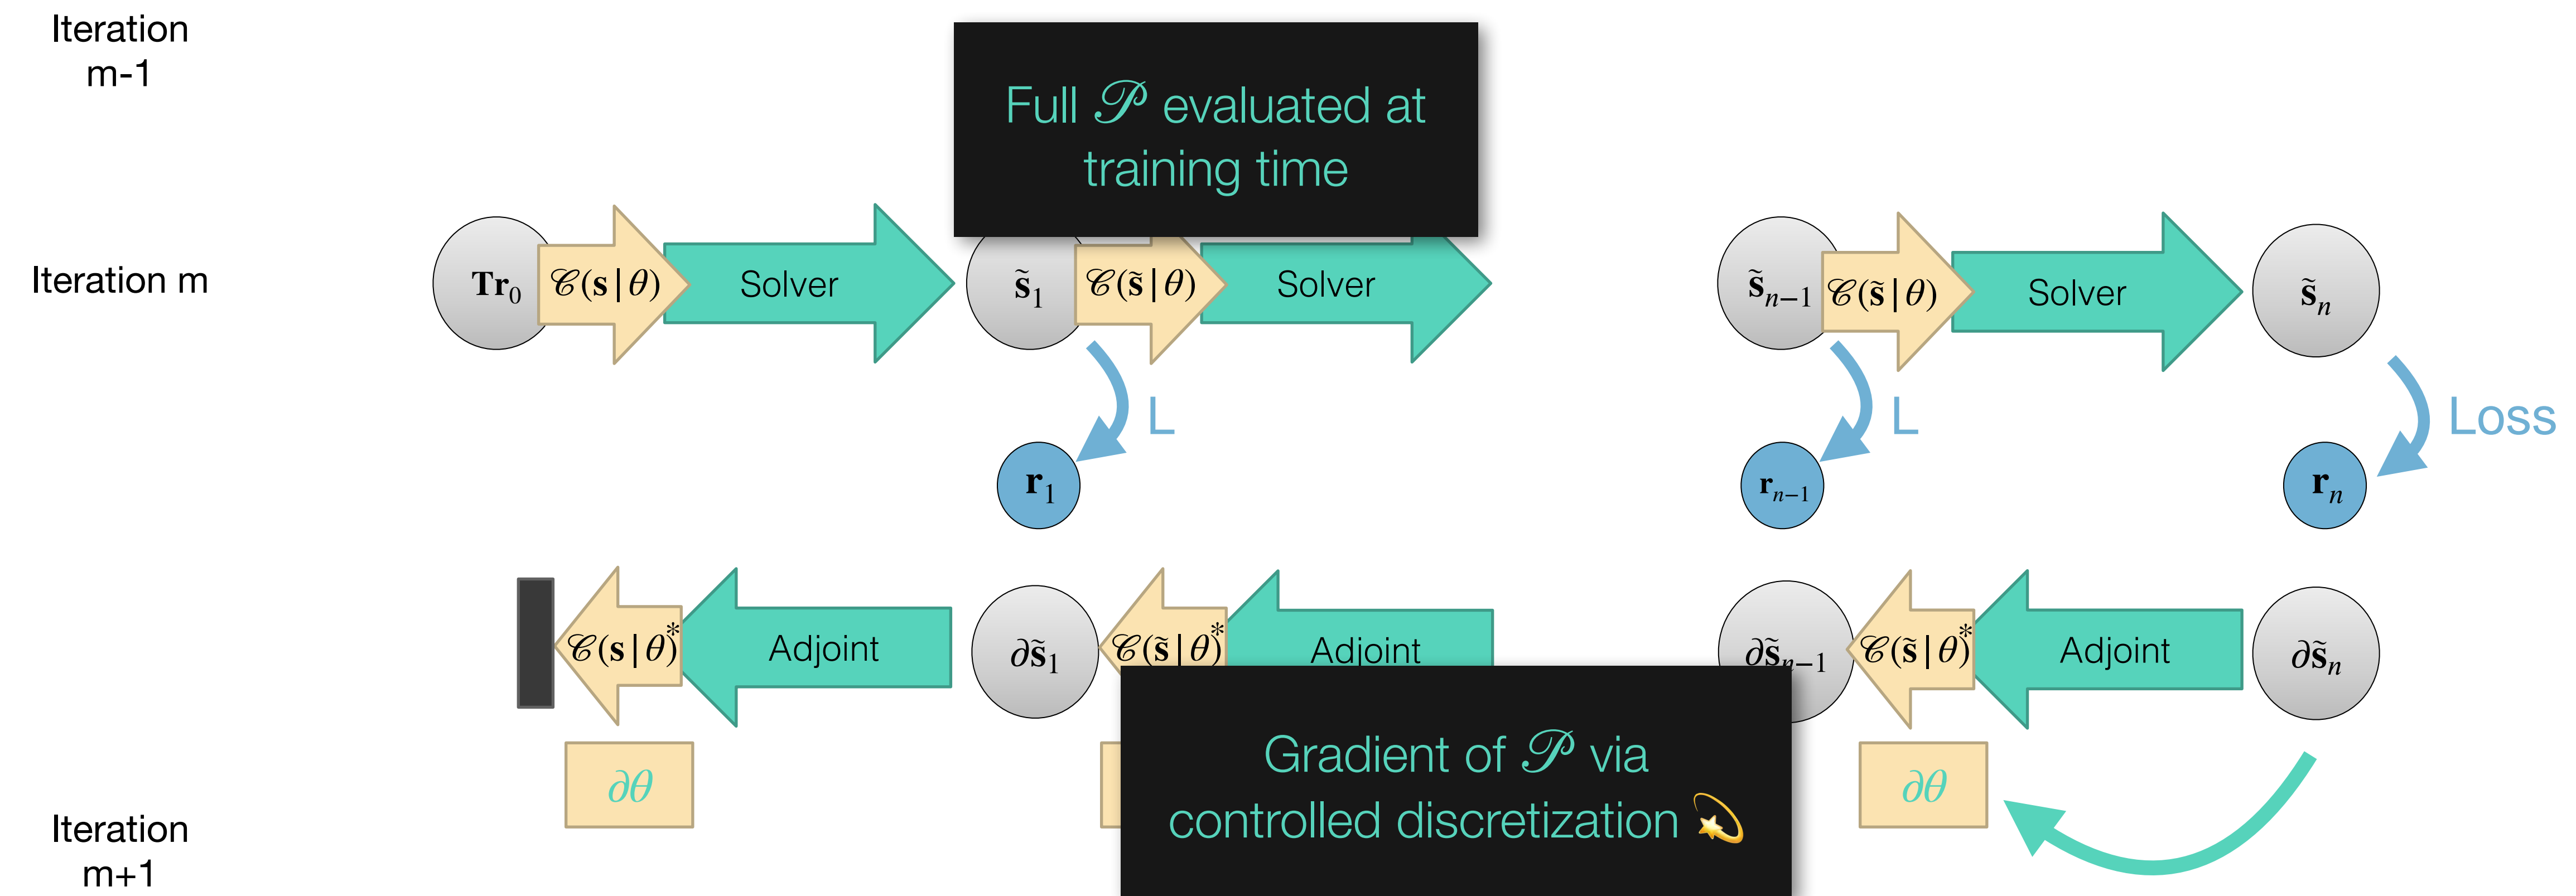 Iteration
m-1
Full 𝒫 evaluated at
training time
Iteration m
Tr₀
𝒞(s|θ)
Solver
s̃₁
𝒞(s̃|θ)
Solver
s̃ₙ₋₁
𝒞(s̃|θ)
Solver
s̃ₙ
L
L
Loss
r₁
rₙ₋₁
rₙ
𝒞(s|θ)*
Adjoint
∂s̃₁
𝒞(s̃|θ)*
Adjoint
∂s̃ₙ₋₁
𝒞(s̃|θ)*
Adjoint
∂s̃ₙ
∂θ
Gradient of 𝒫 via
controlled discretization 💫
∂θ
Iteration
m+1